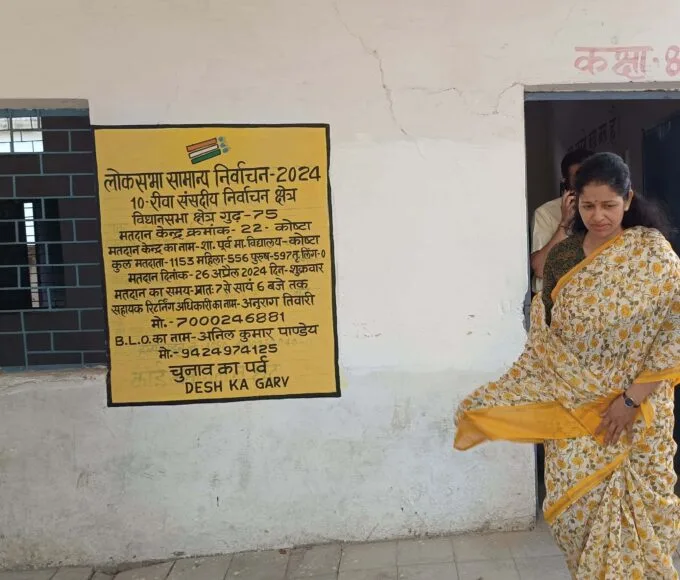 कक्षा-8
लोकसभा सामान्य निर्वाचन-2024
10-रीवा संसदीय निर्वाचन क्षेत्र
विधानसभा क्षेत्र गुढ़-75
मतदान केन्द्र क्रमांक- 22- कोष्टा
मतदान केन्द्र का नाम-शा. पूर्व मा. विद्यालय- कोष्टा
कुल मतदाता-1153 महिला-556 पुरुष-597 तृ.लिंग-0
मतदान दिनांक-26 अप्रैल 2024 दिन-शुक्रवार
मतदान का समय-प्रातः 7 से सायं 6 बजे तक
सहायक रिटर्निंग अधिकारी का नाम- अनुराग तिवारी
मो.-7000246881
B.L.O. का नाम-अनिल कुमार पाण्डेय
मो.-9424974125
चुनाव का पर्व
DESH KA GARV